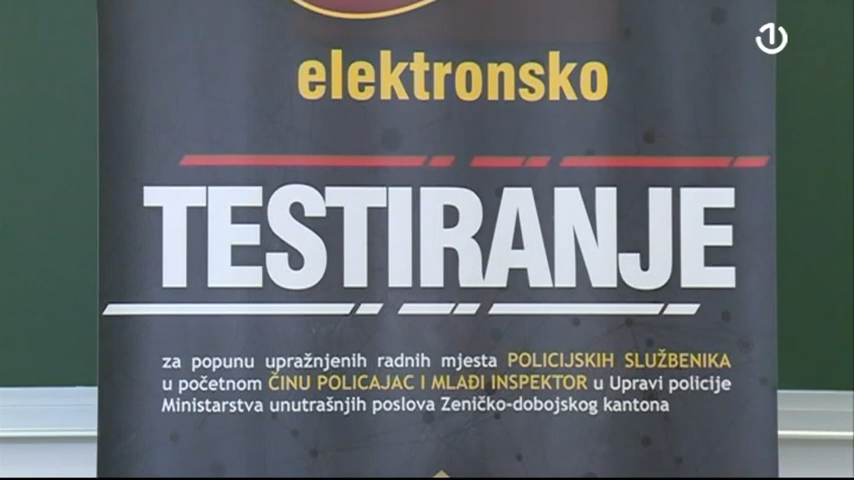 elektronsko
TESTIRANJE
za popunu upražnjenih radnih mjesta POLICIJSKIH SLUŽBENIKA
u početnom ČINU POLICAJAC I MLAĐI INSPEKTOR u Upravi policije
Ministarstva unutrašnjih poslova Zeničko-dobojskog kantona